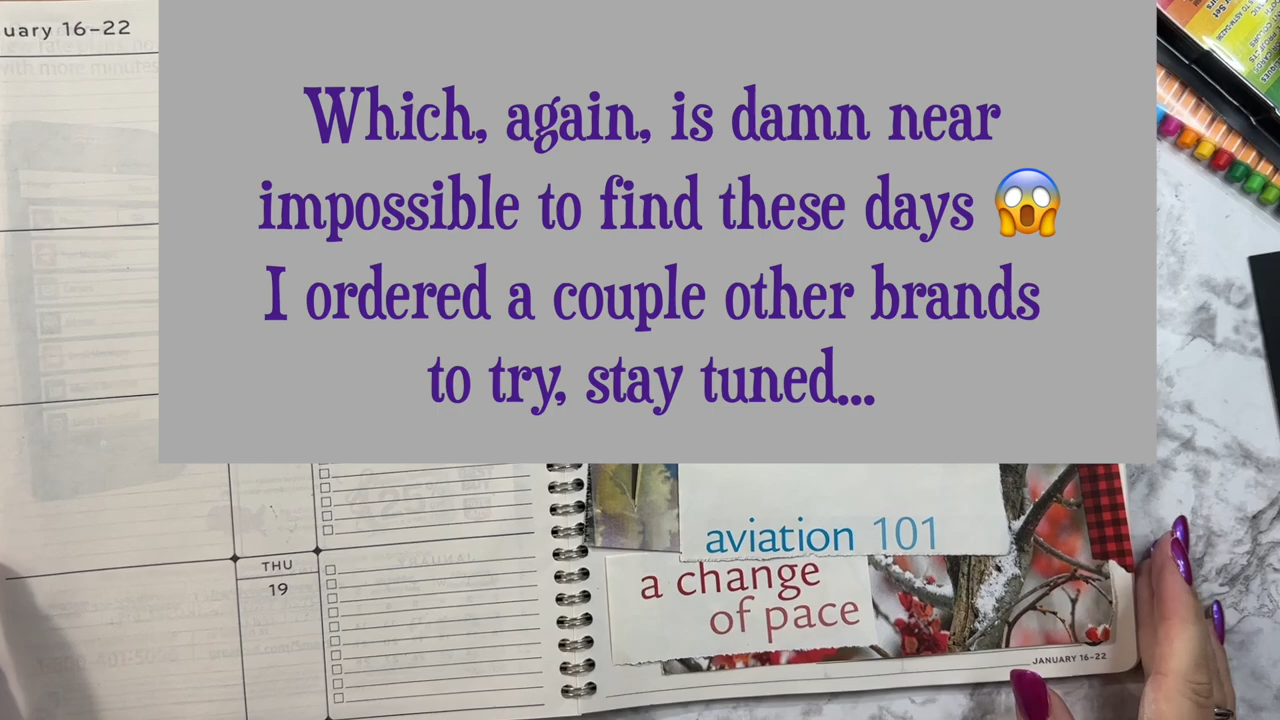 uary 16-22
Which, again, is damn near
impossible to find these days 😱
I ordered a couple other brands
to try, stay tuned...
aviation 101
THU
19
a change
of pace
JANUARY 16-22